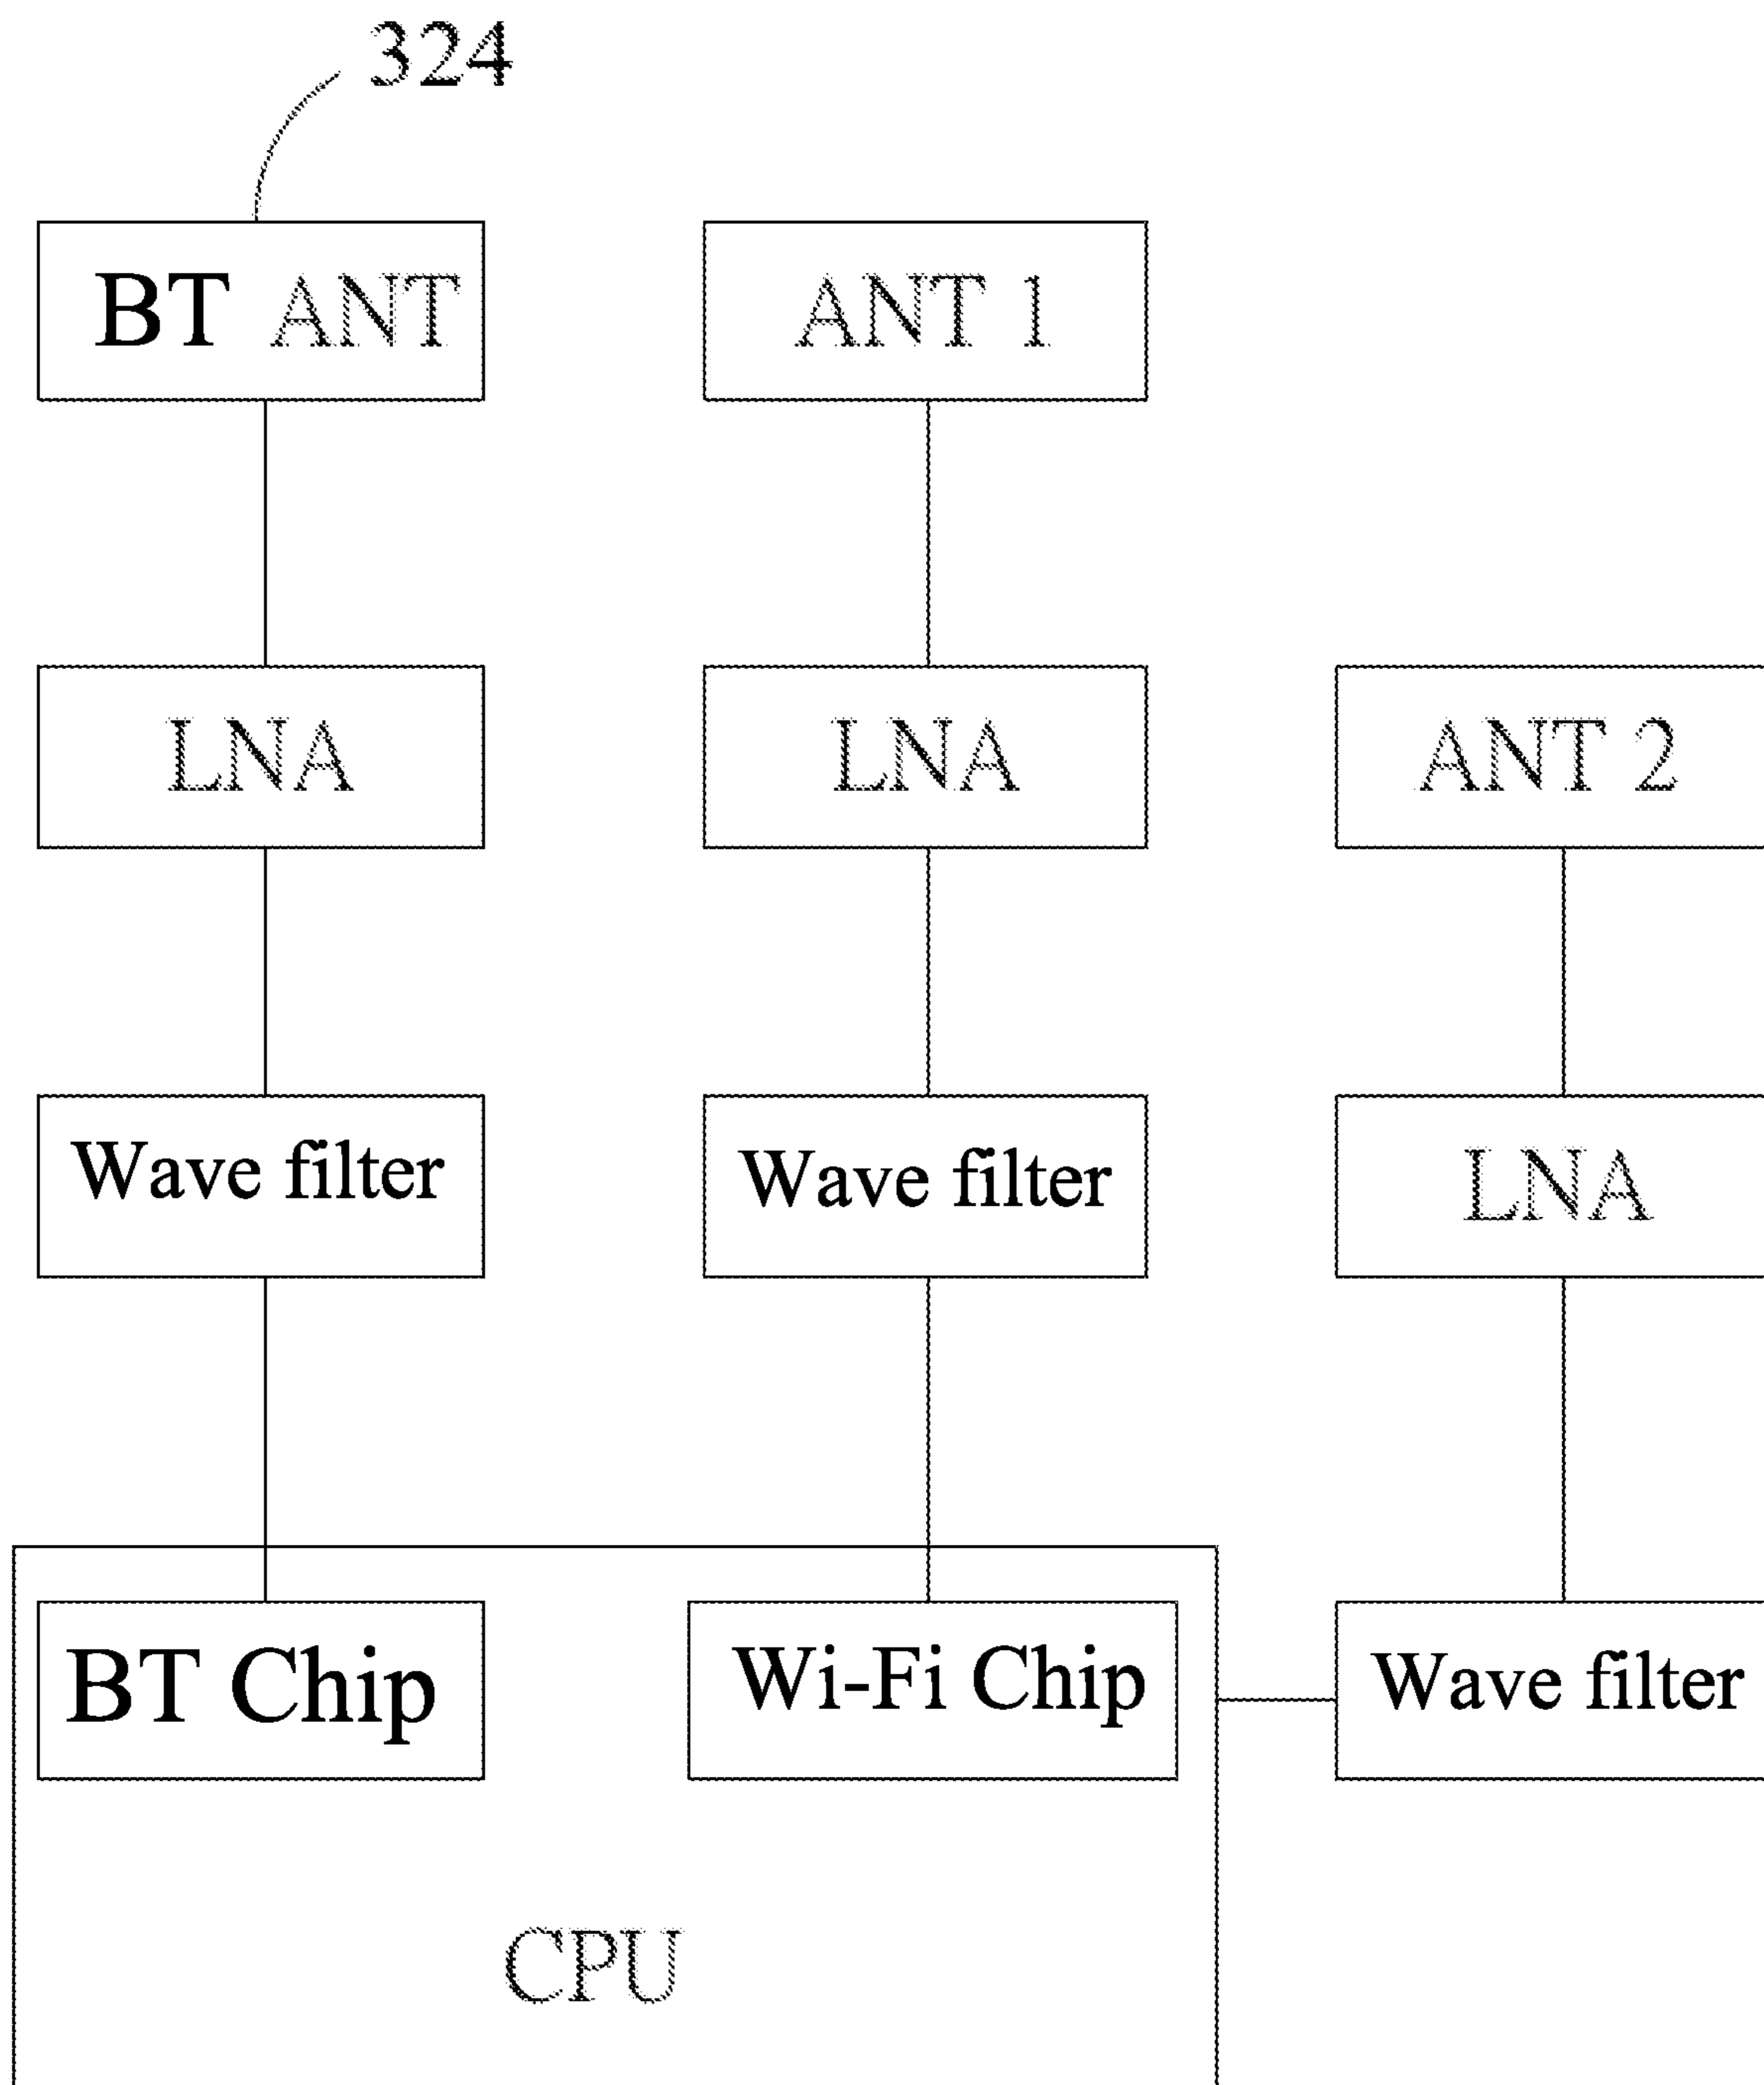 324
BT ANT
ANT 1
LNA
LNA
ANT 2
Wave filter
Wave filter
LNA
BT Chip
Wi-Fi Chip
Wave filter
CPU